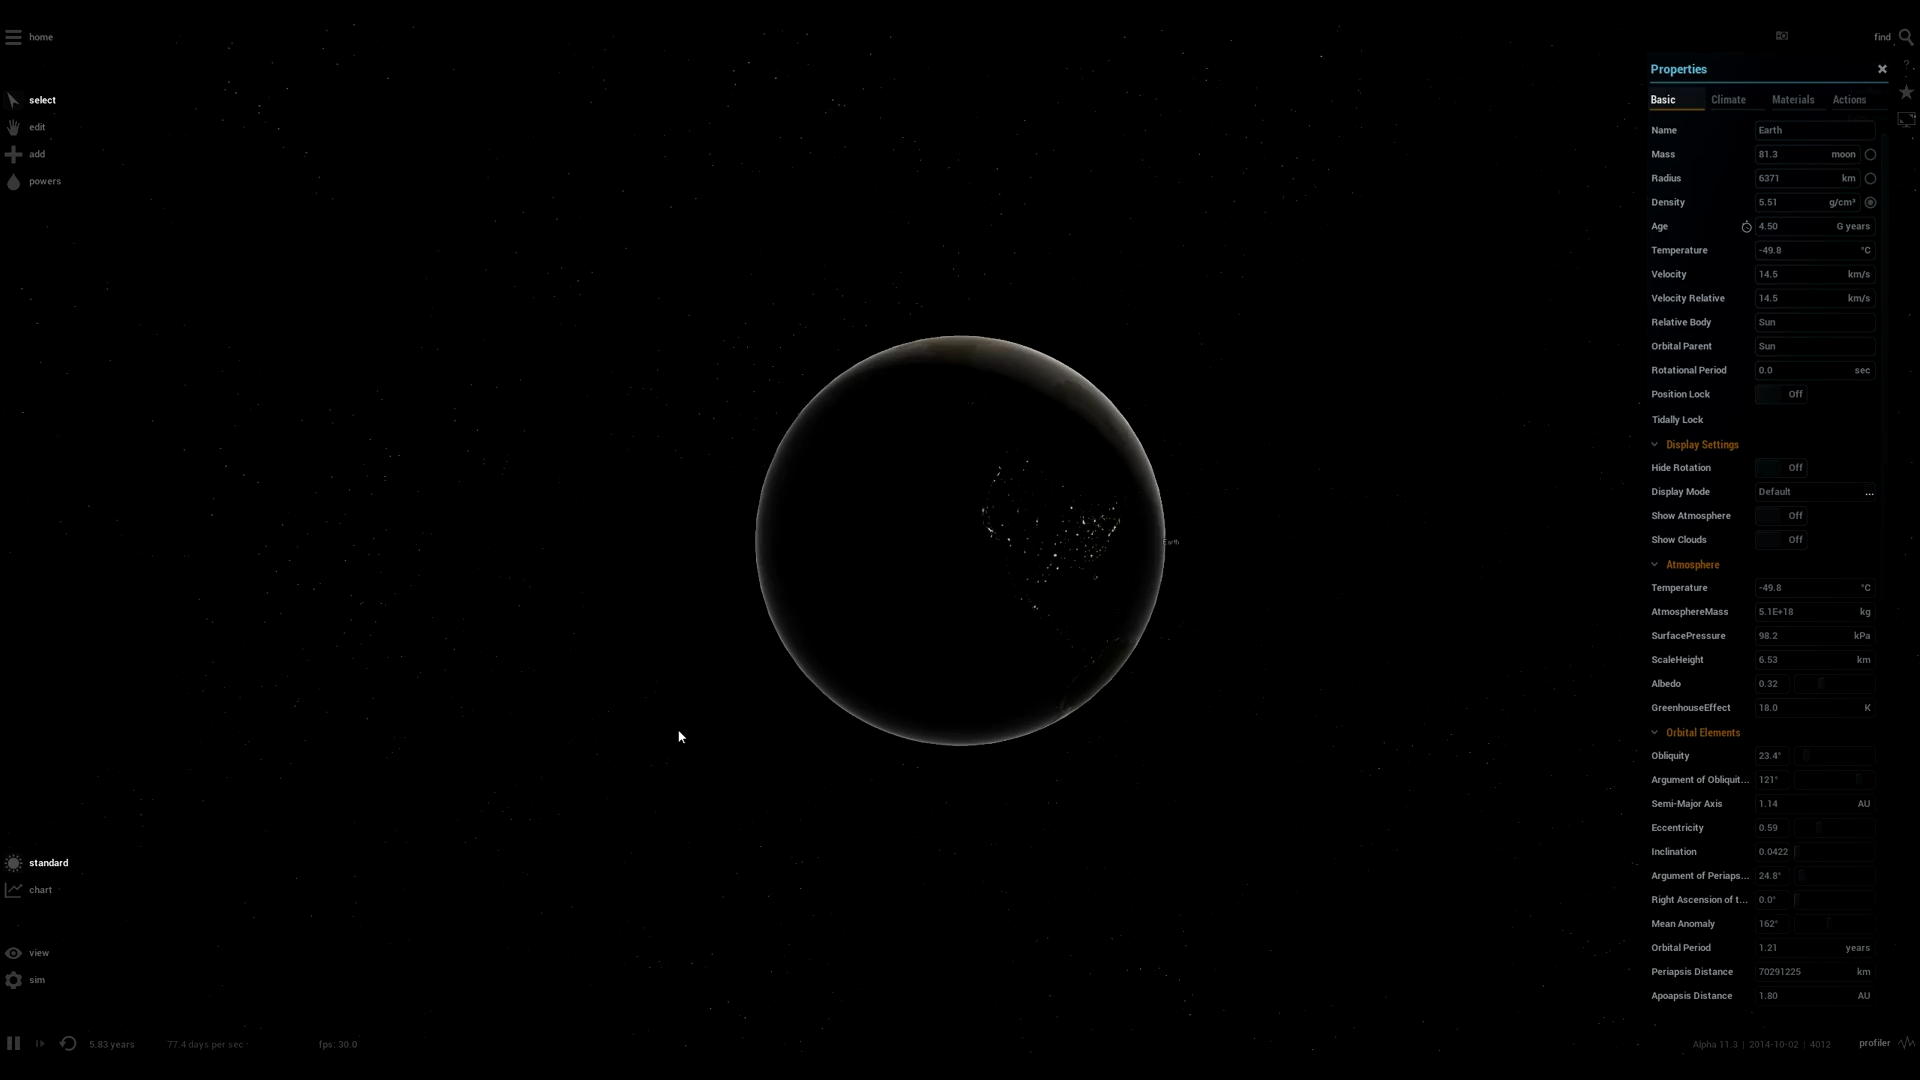 home
find
select
edit
add
powers
Properties
Basic Climate Materials Actions
Name Earth
Mass 81.3 moon
Radius 6371 km
Density 5.51 g/cm³
Age 4.50 G years
Temperature -49.8 °C
Velocity 14.5 km/s
Velocity Relative 14.5 km/s
Relative Body Sun
Orbital Parent Sun
Rotational Period 0.0 sec
Position Lock Off
Tidally Lock
Display Settings
Hide Rotation Off
Display Mode Default ...
Show Atmosphere Off
Show Clouds Off
Earth
Atmosphere
Temperature -49.8 °C
AtmosphereMass 5.1E+18 kg
SurfacePressure 98.2 kPa
ScaleHeight 6.53 km
Albedo 0.32
GreenhouseEffect 18.0 K
Orbital Elements
Obliquity 23.4°
Argument of Obliquit... 121°
Semi-Major Axis 1.14 AU
Eccentricity 0.59
Inclination 0.0422
Argument of Periaps... 24.8°
Right Ascension of t... 0.0°
Mean Anomaly 162°
Orbital Period 1.21 years
Periapsis Distance 70291225 km
Apoapsis Distance 1.80 AU
standard
chart
view
sim
5.83 years 77.4 days per sec fps: 30.0
Alpha 11.3 | 2014-10-02 | 4012 profiler